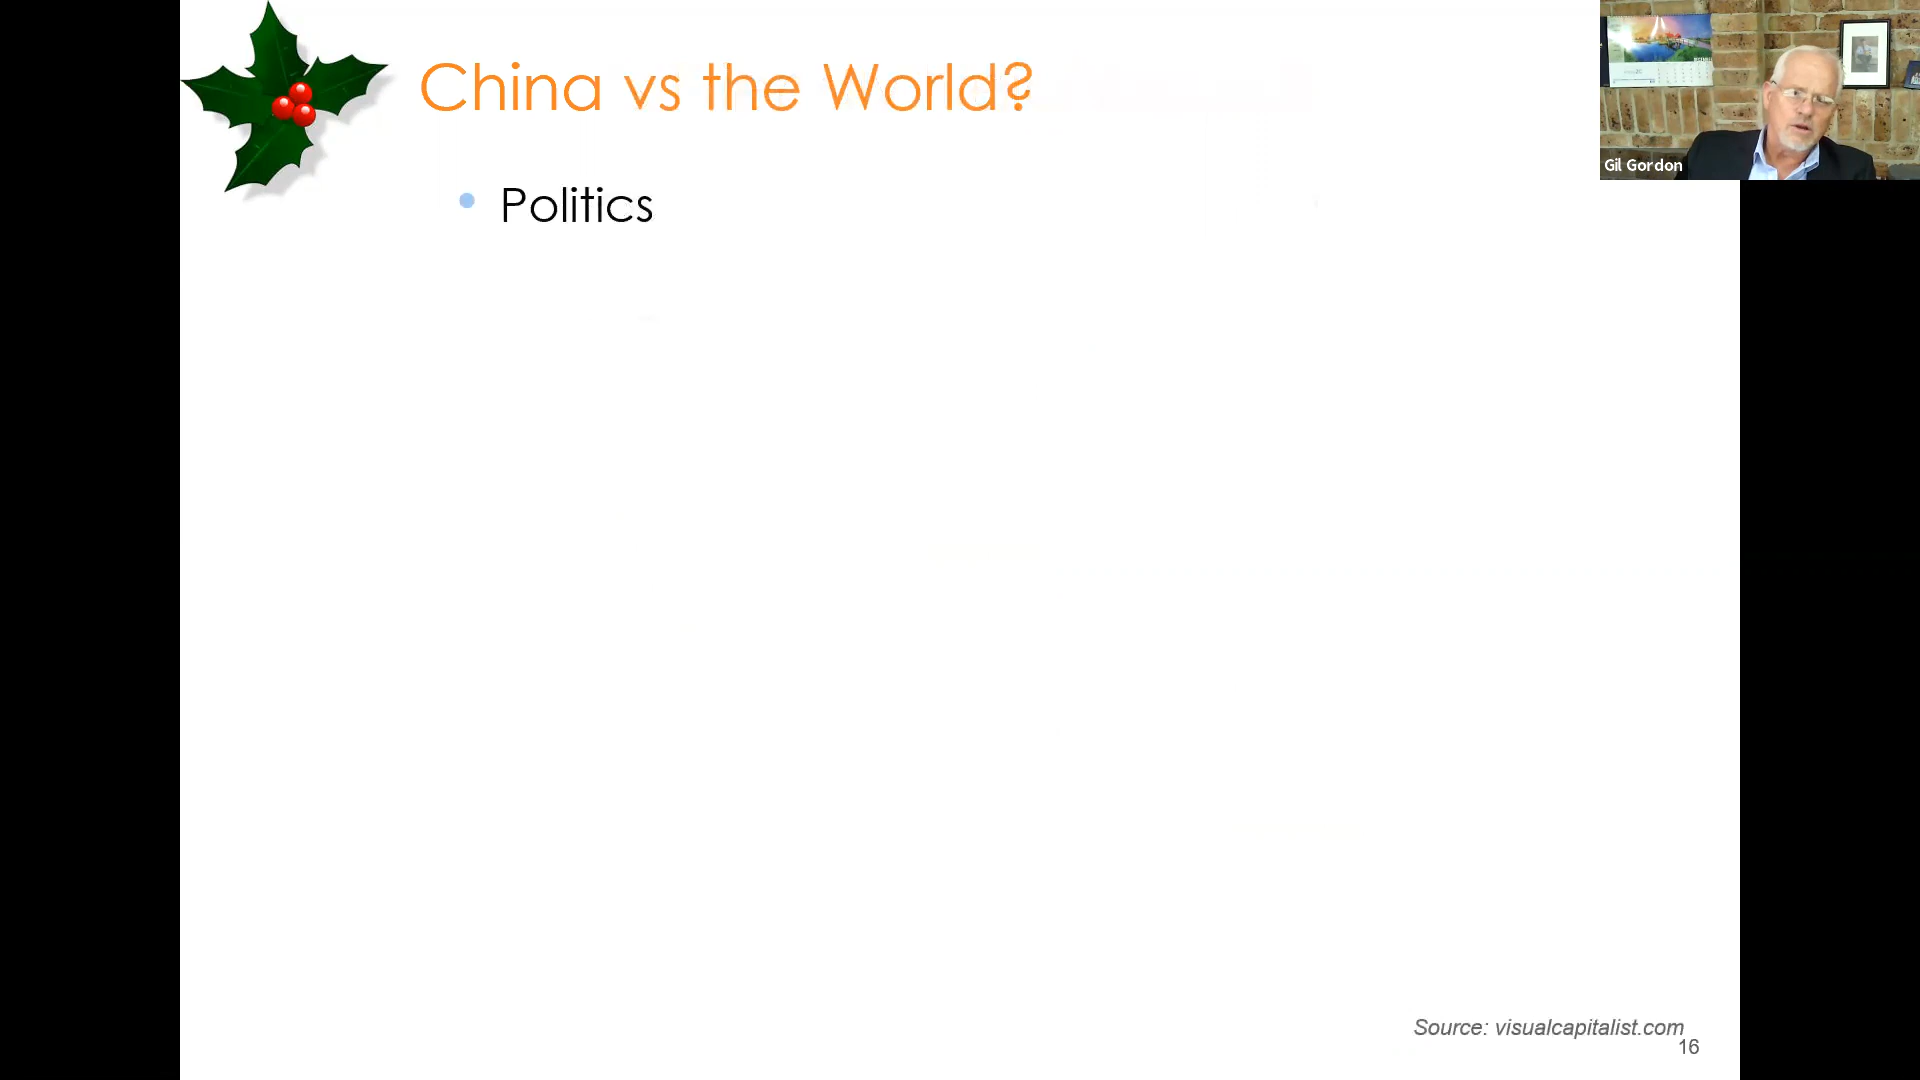 China vs the World?
Gil Gordon
• Politics
Source: visualcapitalist.com
16